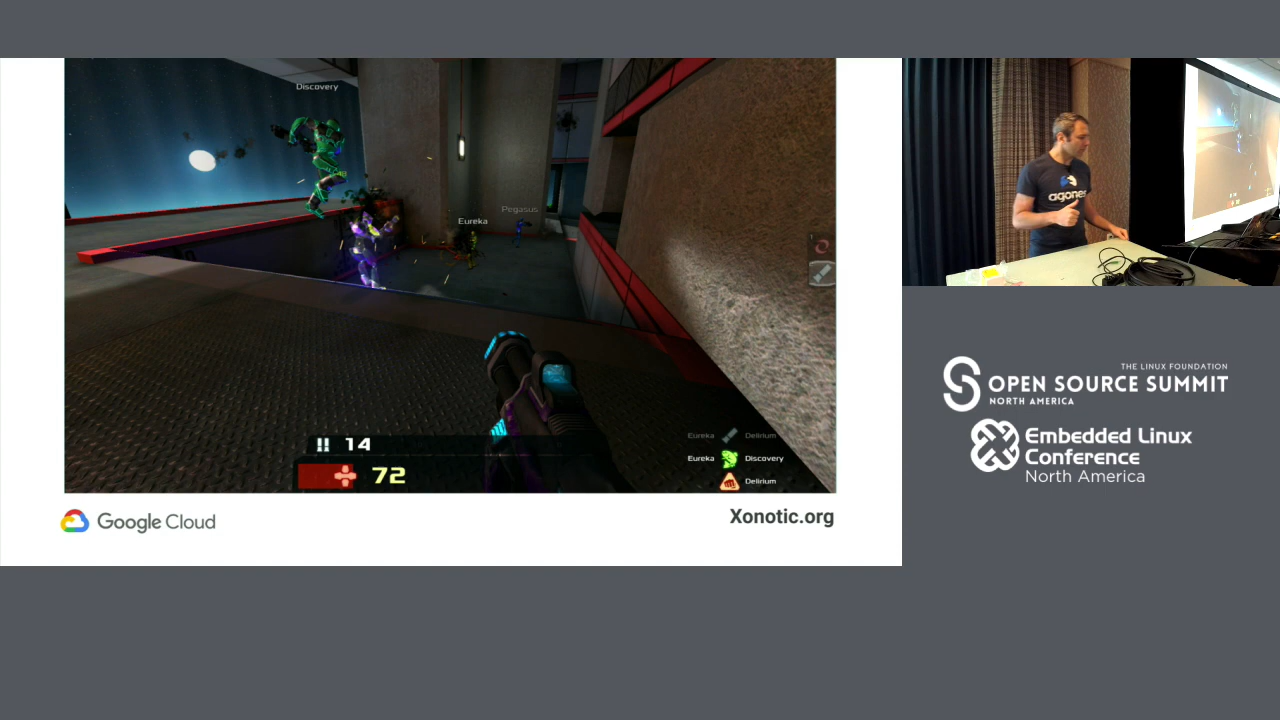 Discovery
Pegasus
Eureka
14
72
Eureka Delirium
Eureka Discovery
Delirium
Google Cloud
Xonotic.org
agones
THE LINUX FOUNDATION
OPEN SOURCE SUMMIT
NORTH AMERICA
Embedded Linux
Conference
North America